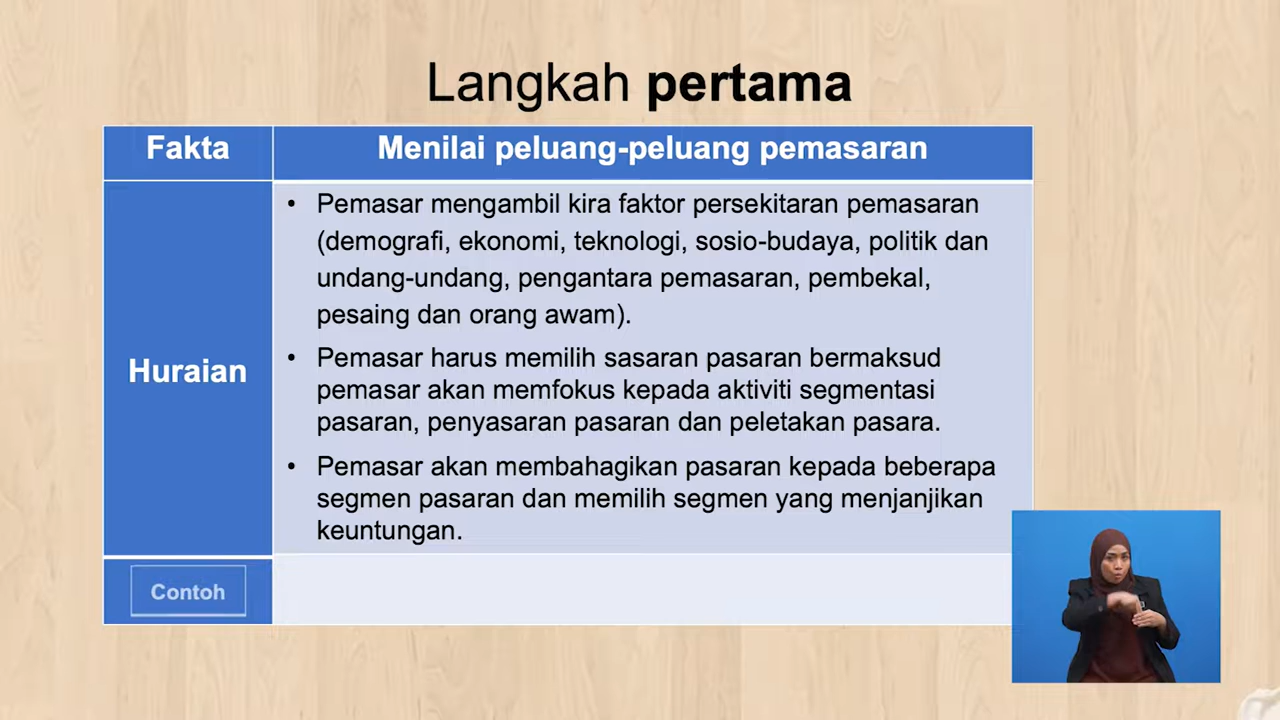 Langkah pertama
Fakta
Menilai peluang-peluang pemasaran
Huraian
• Pemasar mengambil kira faktor persekitaran pemasaran
(demografi, ekonomi, teknologi, sosio-budaya, politik dan
undang-undang, pengantara pemasaran, pembekal,
pesaing dan orang awam).
• Pemasar harus memilih sasaran pasaran bermaksud
pemasar akan memfokus kepada aktiviti segmentasi
pasaran, penyasaran pasaran dan peletakan pasara.
• Pemasar akan membahagikan pasaran kepada beberapa
segmen pasaran dan memilih segmen yang menjanjikan
keuntungan.
Contoh